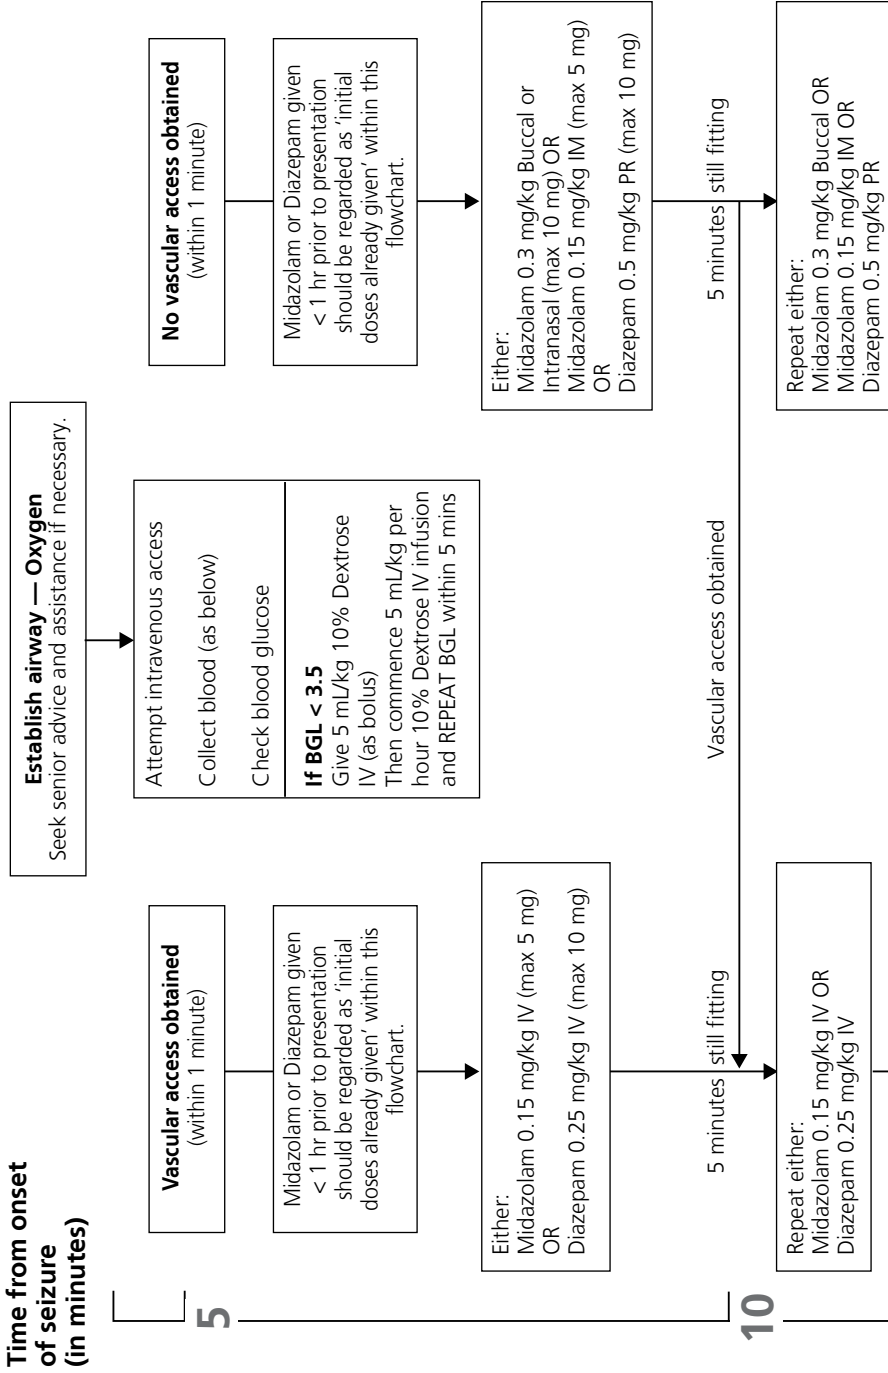 Time from onset
of seizure
(in minutes)
Establish airway — Oxygen
Seek senior advice and assistance if necessary.
5
Vascular access obtained
(within 1 minute)
Attempt intravenous access
Collect blood (as below)
Check blood glucose
If BGL < 3.5
Give 5 mL/kg 10% Dextrose
IV (as bolus)
Then commence 5 mL/kg per
hour 10% Dextrose IV infusion
and REPEAT BGL within 5 mins
No vascular access obtained
(within 1 minute)
Midazolam or Diazepam given
< 1 hr prior to presentation
should be regarded as ‘initial
doses already given’ within this
flowchart.
Midazolam or Diazepam given
< 1 hr prior to presentation
should be regarded as ‘initial
doses already given’ within this
flowchart.
Either:
Midazolam 0.15 mg/kg IV (max 5 mg)
OR
Diazepam 0.25 mg/kg IV (max 10 mg)
Either:
Midazolam 0.3 mg/kg Buccal or
Intranasal (max 10 mg) OR
Midazolam 0.15 mg/kg IM (max 5 mg)
OR
Diazepam 0.5 mg/kg PR (max 10 mg)
5 minutes still fitting
Vascular access obtained
5 minutes still fitting
10
Repeat either:
Midazolam 0.15 mg/kg IV OR
Diazepam 0.25 mg/kg IV
Repeat either:
Midazolam 0.3 mg/kg Buccal OR
Midazolam 0.15 mg/kg IM OR
Diazepam 0.5 mg/kg PR